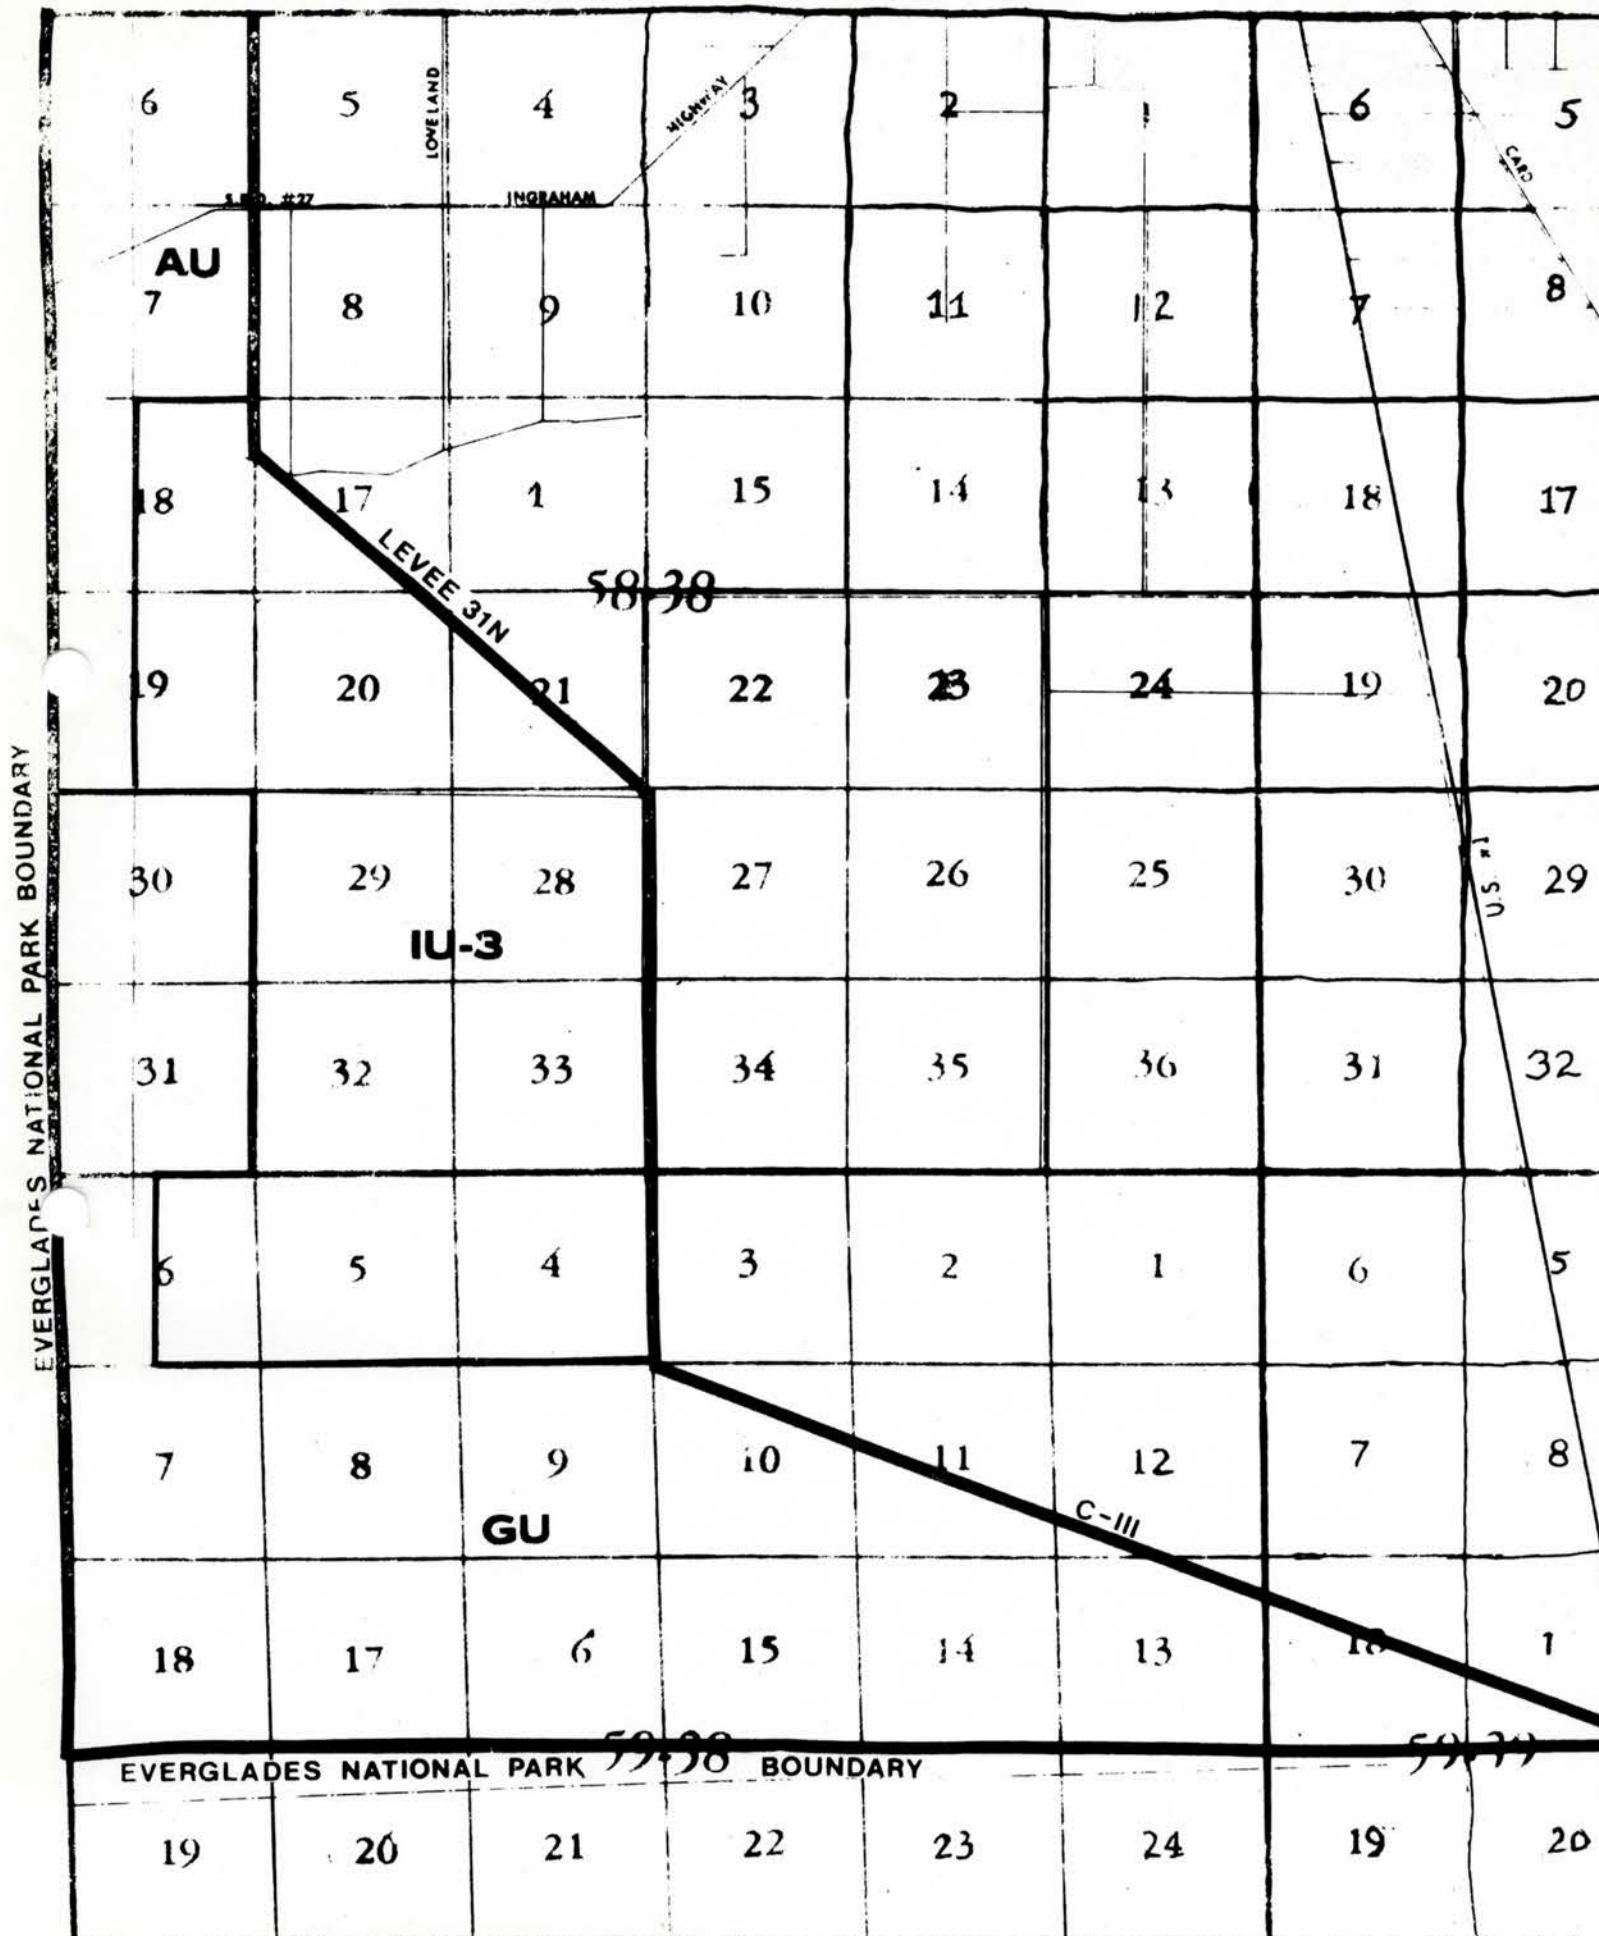 6 5 4 3 2 1 6 5
LOVELAND
HIGHWAY
CARD
S.R.D. #27 INGRAHAM
AU
7 8 9 10 11 12 7 8
18 17 1 15 14 13 18 17
LEVEE 31N
58-38
19 20 21 22 23 24 19 20
30 29 28 27 26 25 30 29
U.S. #1
IU-3
EVERGLADES NATIONAL PARK BOUNDARY
31 32 33 34 35 36 31 32
6 5 4 3 2 1 6 5
7 8 9 10 11 12 7 8
C-III
GU
18 17 6 15 14 13 18 1
59-38 59-39
EVERGLADES NATIONAL PARK BOUNDARY
19 20 21 22 23 24 19 20